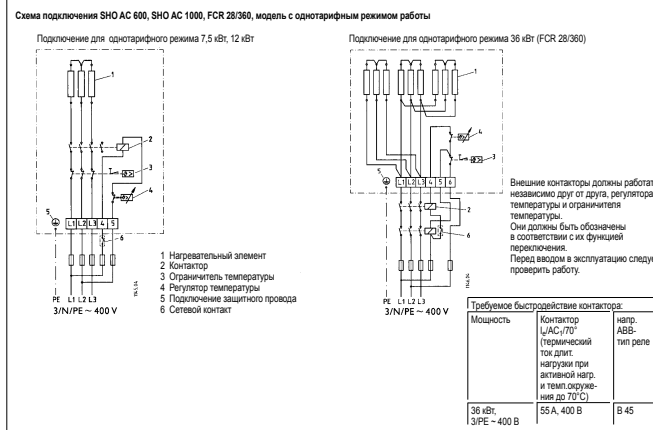 Схема подключения SHO AC 600, SHO AC 1000, FCR 28/360, модель с однотарифным режимом работы
Подключение для однотарифного режима 7,5 кВт, 12 кВт
1
2
3
4
5
L1 L2 L3 4 5
6
PE L1 L2 L3
3/N/PE ~ 400 V
1 Нагревательный элемент
2 Контактор
3 Ограничитель температуры
4 Регулятор температуры
5 Подключение защитного провода
6 Сетевой контакт
Подключение для однотарифного режима 36 кВт (FCR 28/360)
1
4
3
5
L1 L2 L3 4 5 6
2
6
PE L1 L2 L3
3/PE ~ 400 V
Внешние контакторы должны работат
независимо друг от друга, регулятора
температуры и ограничителя
температуры.
Они должны быть обозначены
в соответствии с их функцией
переключения.
Перед вводом в эксплуатацию следуе
проверить работу.
Требуемое быстродействие контактора:
Мощность
Контактор
Iе/AC₁/70°
(термический
ток длит.
нагрузки при
активной нагр.
и темп.окруже-
ния до 70°C)
напр.
ABB-
тип реле
36 кВт,
3/PE ~ 400 В
55 A, 400 В
B 45